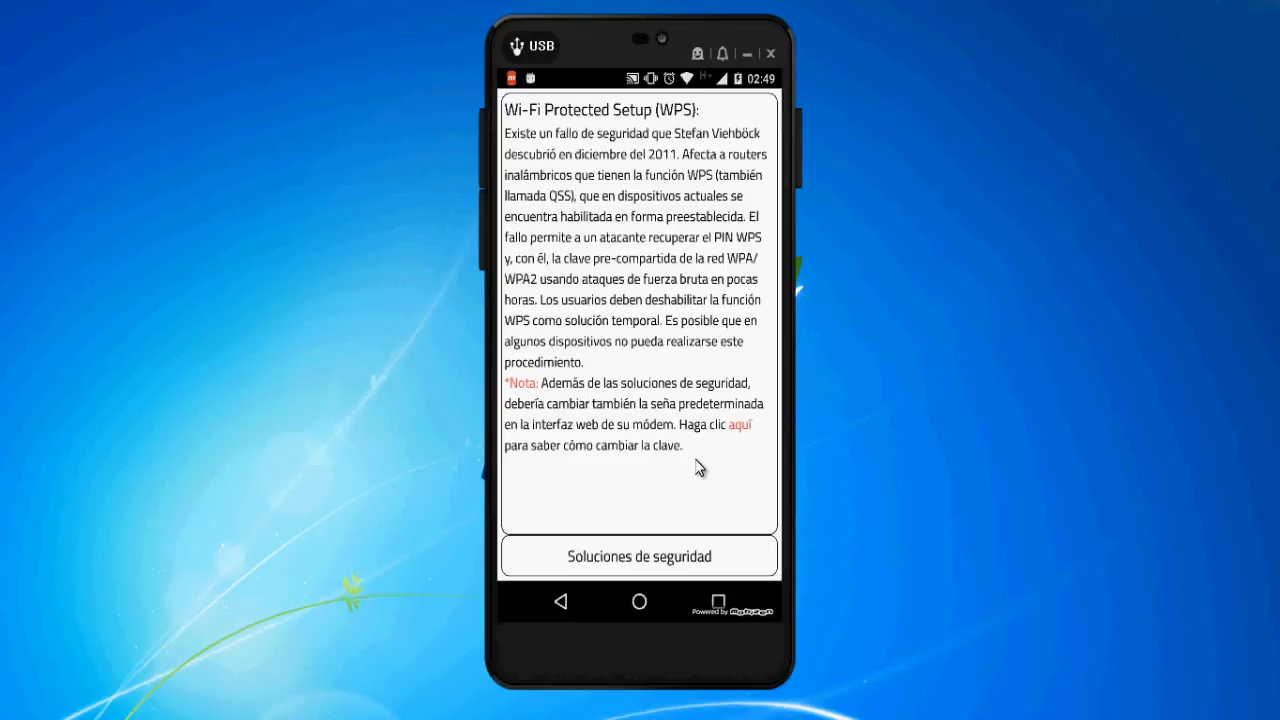 USB
H+ 02:49
Wi-Fi Protected Setup (WPS):
Existe un fallo de seguridad que Stefan Viehböck
descubrió en diciembre del 2011. Afecta a routers
inalámbricos que tienen la función WPS (también
llamada QSS), que en dispositivos actuales se
encuentra habilitada en forma preestablecida. El
fallo permite a un atacante recuperar el PIN WPS
y, con él, la clave pre-compartida de la red WPA/
WPA2 usando ataques de fuerza bruta en pocas
horas. Los usuarios deben deshabilitar la función
WPS como solución temporal. Es posible que en
algunos dispositivos no pueda realizarse este
procedimiento.
*Nota: Además de las soluciones de seguridad,
debería cambiar también la seña predeterminada
en la interfaz web de su módem. Haga clic aquí
para saber cómo cambiar la clave.
Soluciones de seguridad
Powered by mobizen